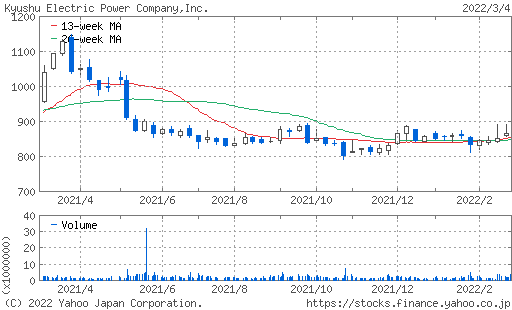 Kyushu Electric Power Company,Inc. 2022/3/4
1200
13-week MA
26-week MA
1100
1000
900
800
700
2021/4 2021/6 2021/8 2021/10 2021/12 2022/2
40
Volume
30
20
10
0
(x1000000)
2021/4 2021/6 2021/8 2021/10 2021/12 2022/2
(C) 2022 Yahoo Japan Corporation. https://stocks.finance.yahoo.co.jp